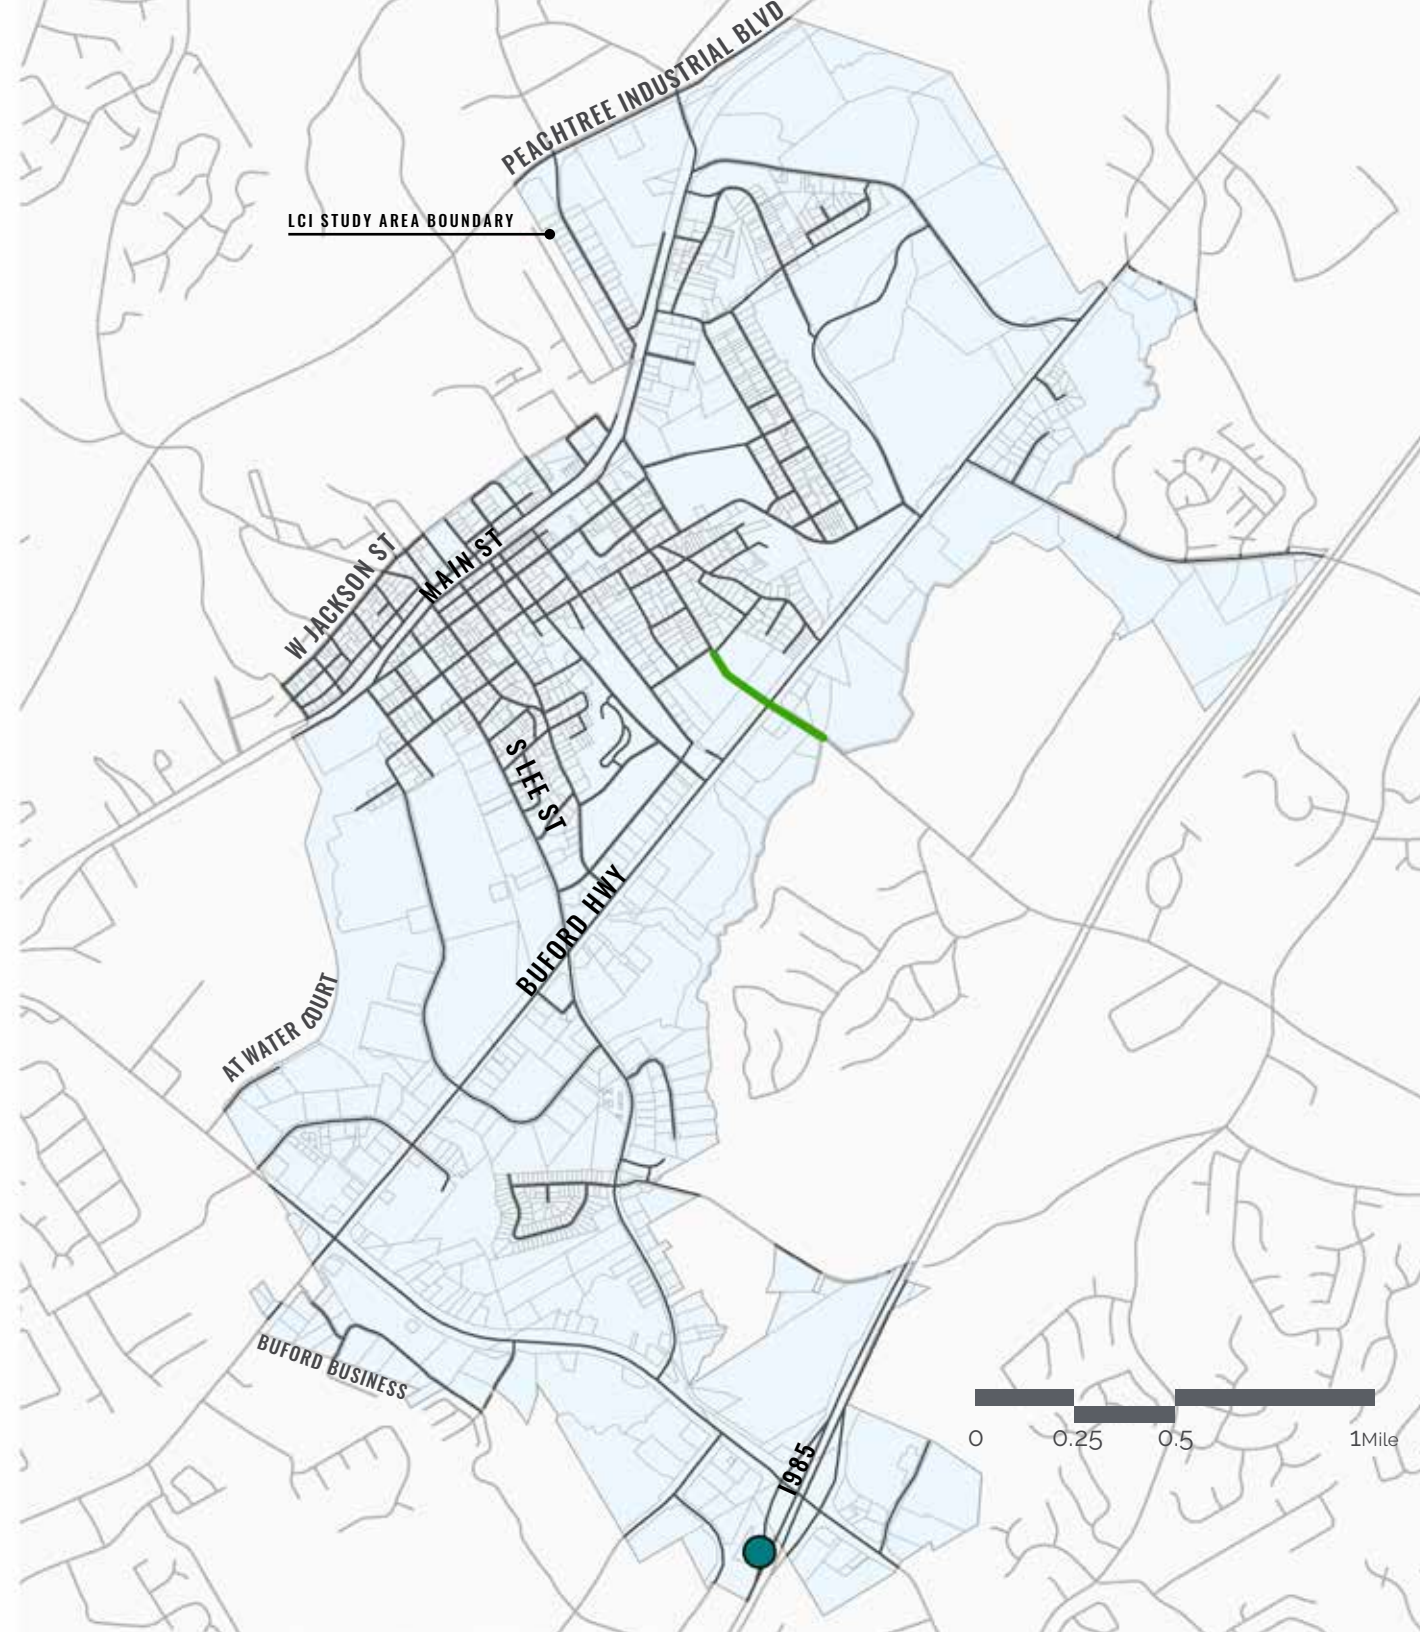 PEACHTREE INDUSTRIAL BLVD
LCI STUDY AREA BOUNDARY
W JACKSON ST
MAIN ST
S LEE ST
BUFORD HWY
AT WATER COURT
BUFORD BUSINESS
I 985
0 0.25 0.5 1Mile